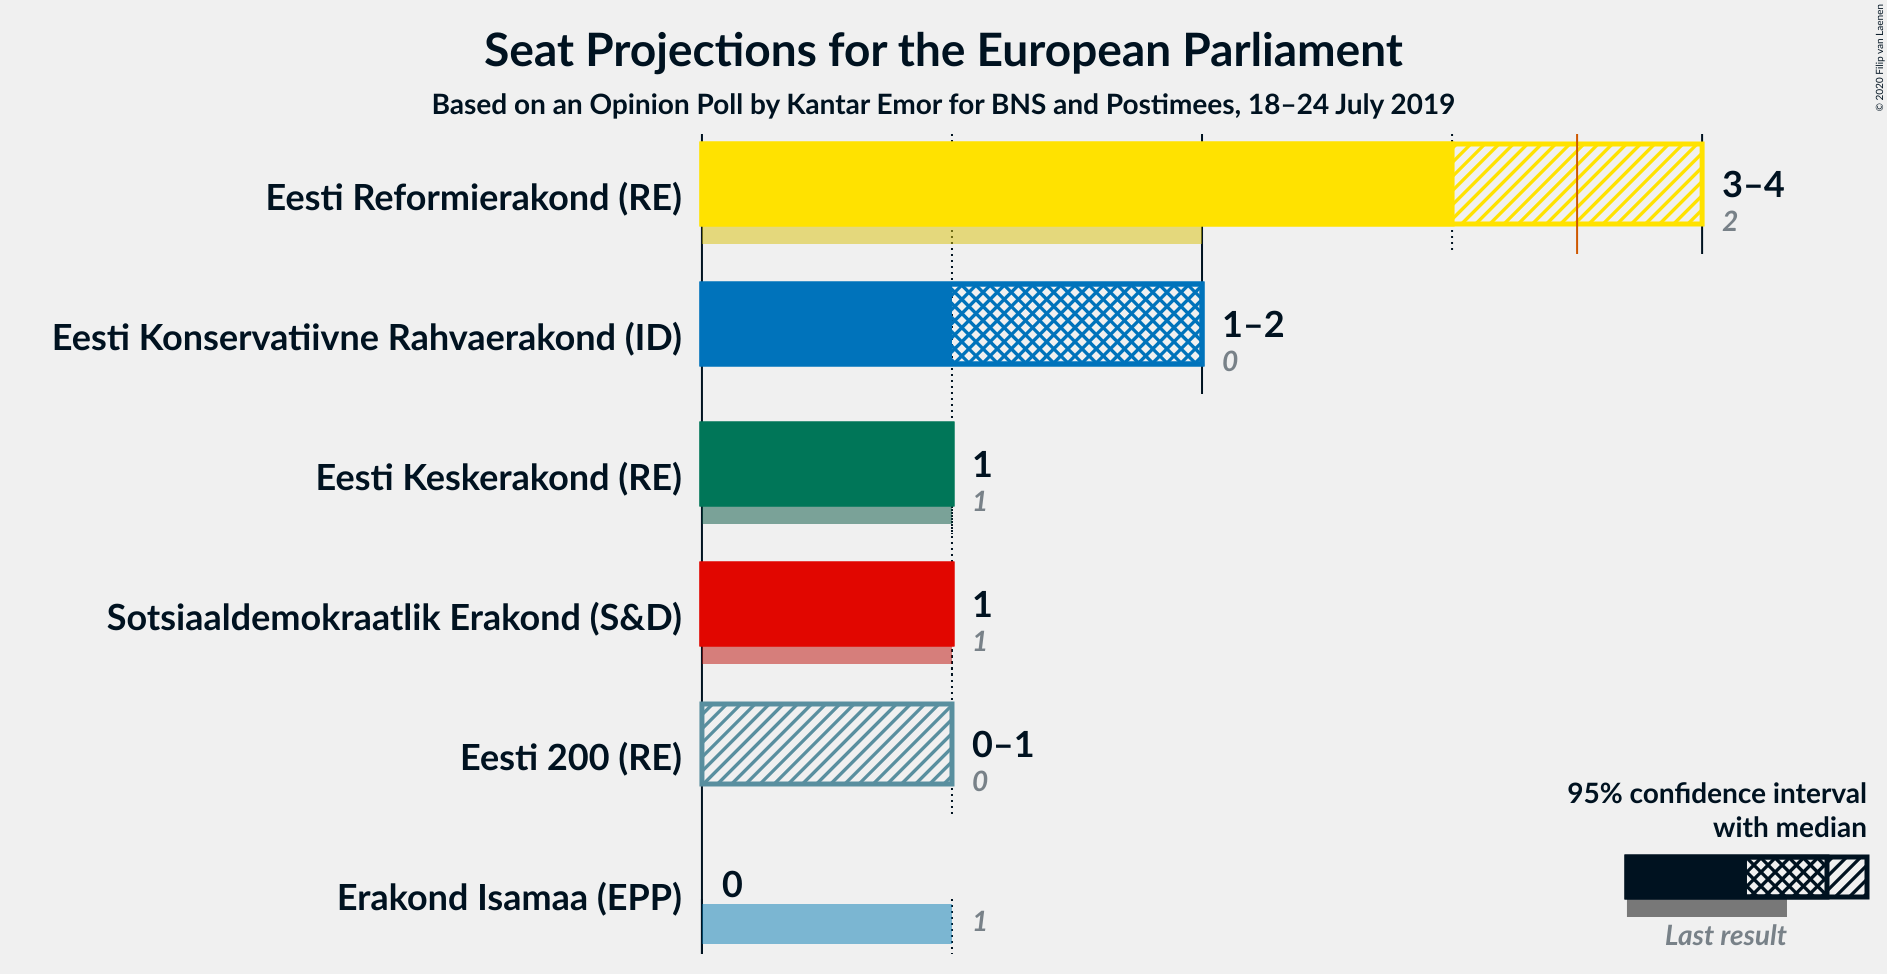 Seat Projections for the European Parliament
Based on an Opinion Poll by Kantar Emor for BNS and Postimees, 18–24 July 2019
© 2020 Filip van Laenen
Eesti Reformierakond (RE)
3–4
2
Eesti Konservatiivne Rahvaerakond (ID)
1–2
0
Eesti Keskerakond (RE)
1
1
Sotsiaaldemokraatlik Erakond (S&D)
1
1
Eesti 200 (RE)
0–1
0
Erakond Isamaa (EPP)
0
1
95% confidence interval
with median
Last result